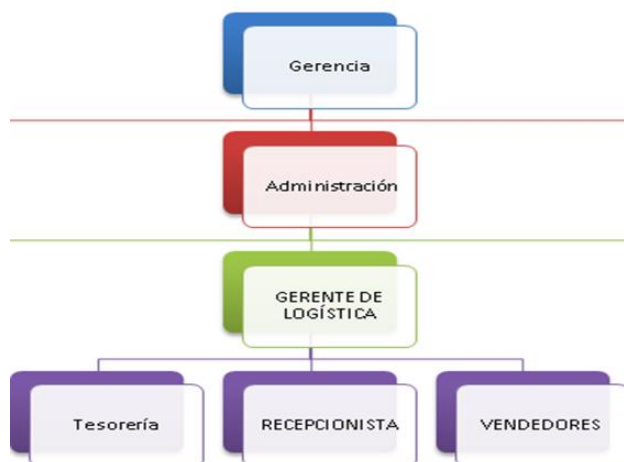 Gerencia
Administración
GERENTE DE
LOGÍSTICA
Tesorería
RECEPCIONISTA
VENDEDORES